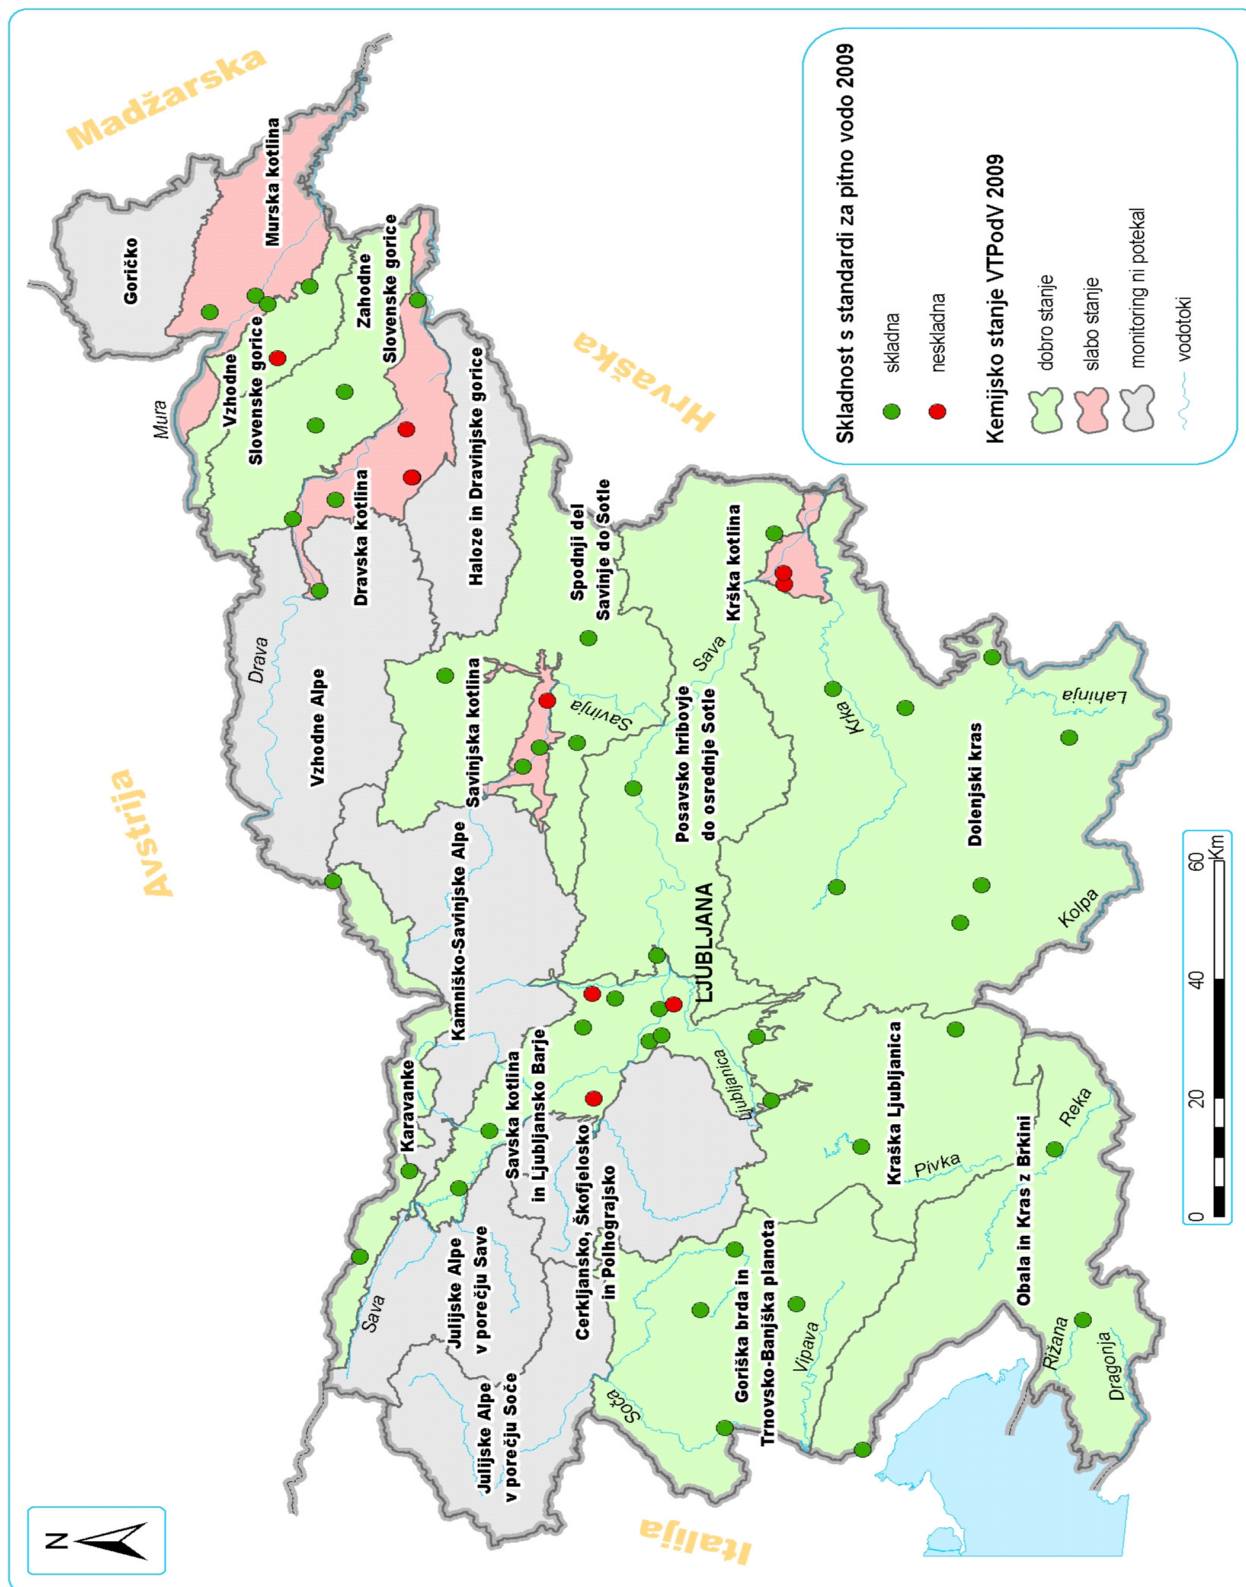 N
Avstrija
Madžarska
Hrvaška
Italija
Goričko
Murska kotlina
Mura
Vzhodne
Slovenske gorice
Zahodne
Slovenske gorice
Drava
Dravska kotlina
Vzhodne Alpe
Haloze in Dravinjske gorice
Karavanke
Kamniško-Savinjske Alpe
Savinjska kotlina
Spodnji del
Savinje do Sotle
Savinja
Sava
Julijske Alpe
v porečju Save
Savska kotlina
in Ljubljansko Barje
Julijske Alpe
v porečju Soče
Cerkljansko, Škofjelosko
in Polhograjsko
Soča
Posavsko hribovje
do osrednje Sotle
Sava
Krška kotlina
LJUBLJANA
Ljubljanica
Goriška brda in
Trnovsko-Banjška planota
Vipava
Krka
Kraška Ljubljanica
Pivka
Dolenjski kras
Lahinja
Obala in Kras z Brkini
Reka
Kolpa
Rižana
Dragonja
0
20
40
60
Km
Skladnost s standardi za pitno vodo 2009
skladna
neskladna
Kemijsko stanje VTPodV 2009
dobro stanje
slabo stanje
monitoring ni potekal
vodotoki